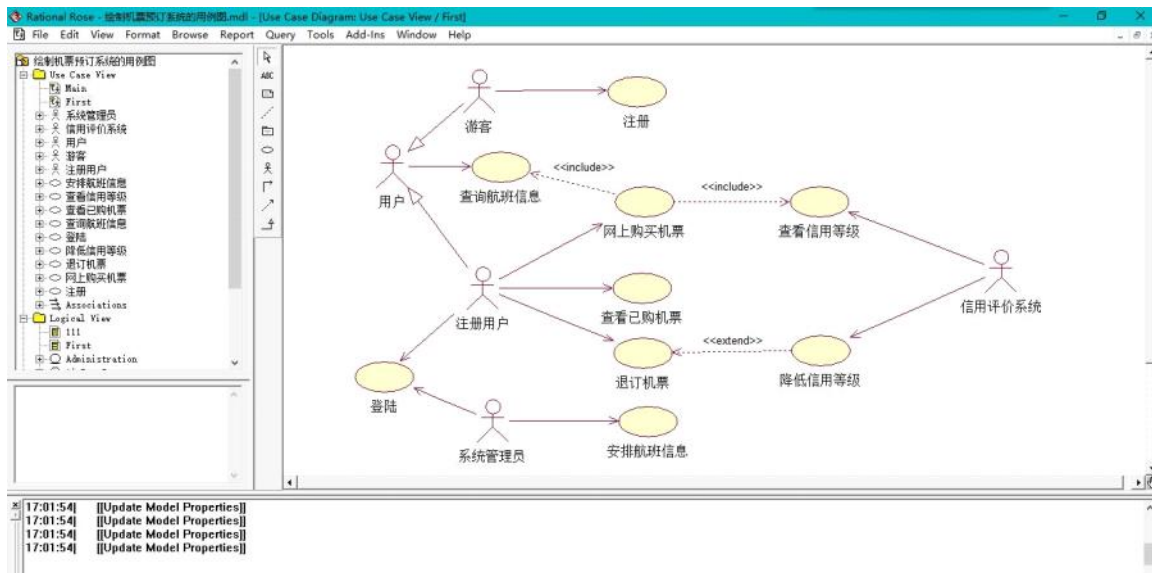 Rational Rose - 绘制机票预订系统的用例图.mdl - [Use Case Diagram: Use Case View / First]
File Edit View Format Browse Report Query Tools Add-Ins Window Help
绘制机票预订系统的用例图
Use Case View
Main
First
系统管理员
信用评价系统
用户
游客
注册用户
安排航班信息
查看信用等级
查看已购机票
查询航班信息
登陆
降低信用等级
退订机票
网上购买机票
注册
Associations
Logical View
111
First
Administration
ABC
游客
注册
用户
查询航班信息
<<include>>
<<include>>
网上购买机票
查看信用等级
注册用户
查看已购机票
信用评价系统
<<extend>>
退订机票
降低信用等级
登陆
系统管理员
安排航班信息
17:01:54| [[Update Model Properties]]
17:01:54| [[Update Model Properties]]
17:01:54| [[Update Model Properties]]
17:01:54| [[Update Model Properties]]